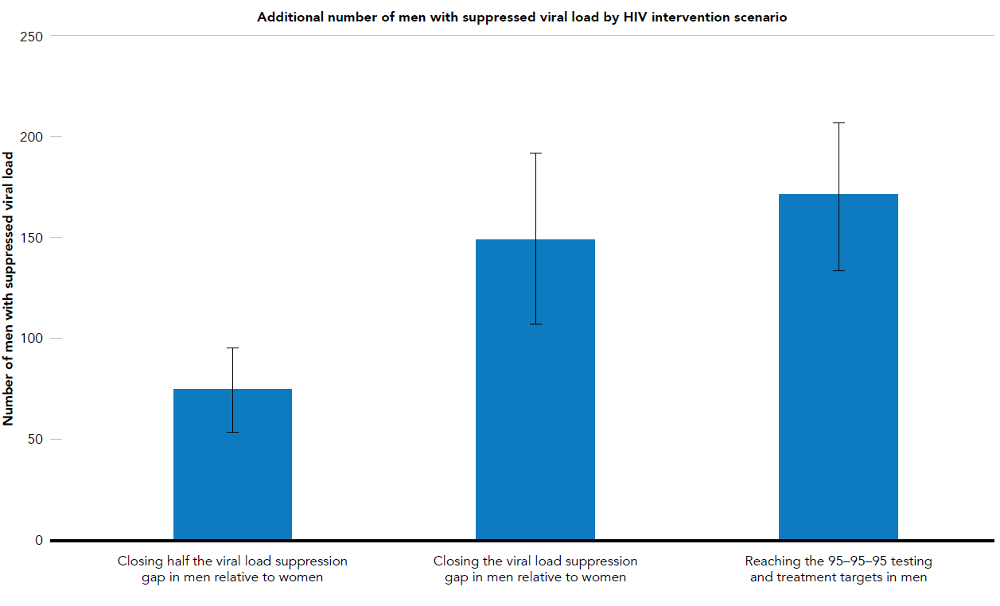 Additional number of men with suppressed viral load by HIV intervention scenario
Number of men with suppressed viral load
250
200
150
100
50
0
Closing half the viral load suppression
gap in men relative to women
Closing the viral load suppression
gap in men relative to women
Reaching the 95–95–95 testing
and treatment targets in men